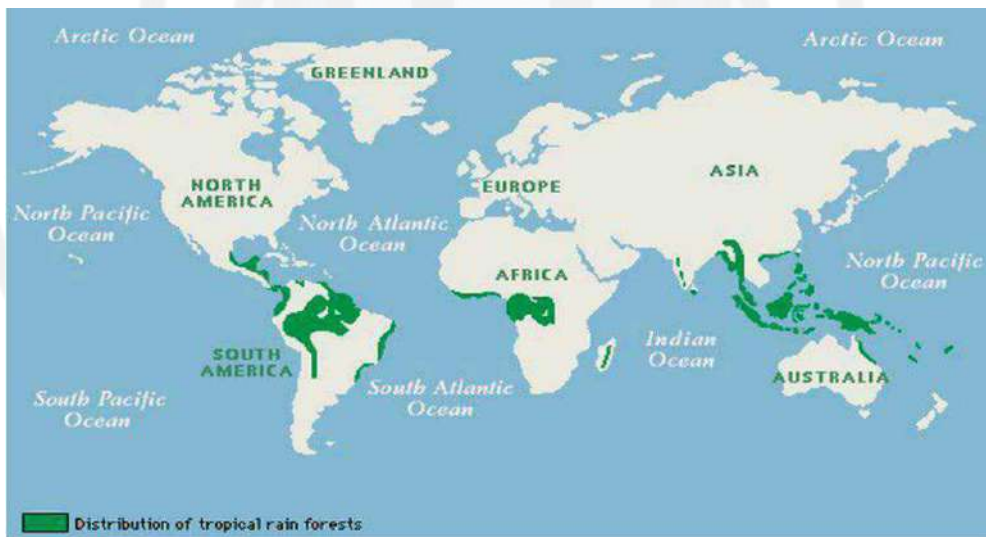 Arctic Ocean
Arctic Ocean
GREENLAND
NORTH
AMERICA
EUROPE
ASIA
North Pacific
Ocean
North Atlantic
Ocean
AFRICA
North Pacific
Ocean
SOUTH
AMERICA
Indian
Ocean
AUSTRALIA
South Pacific
Ocean
South Atlantic
Ocean
Distribution of tropical rain forests